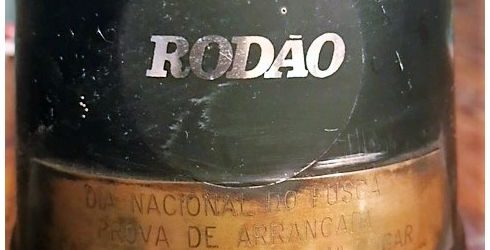 RODÃO
DIA NACIONAL DO FUSCA
PROVA DE ARRANCADA